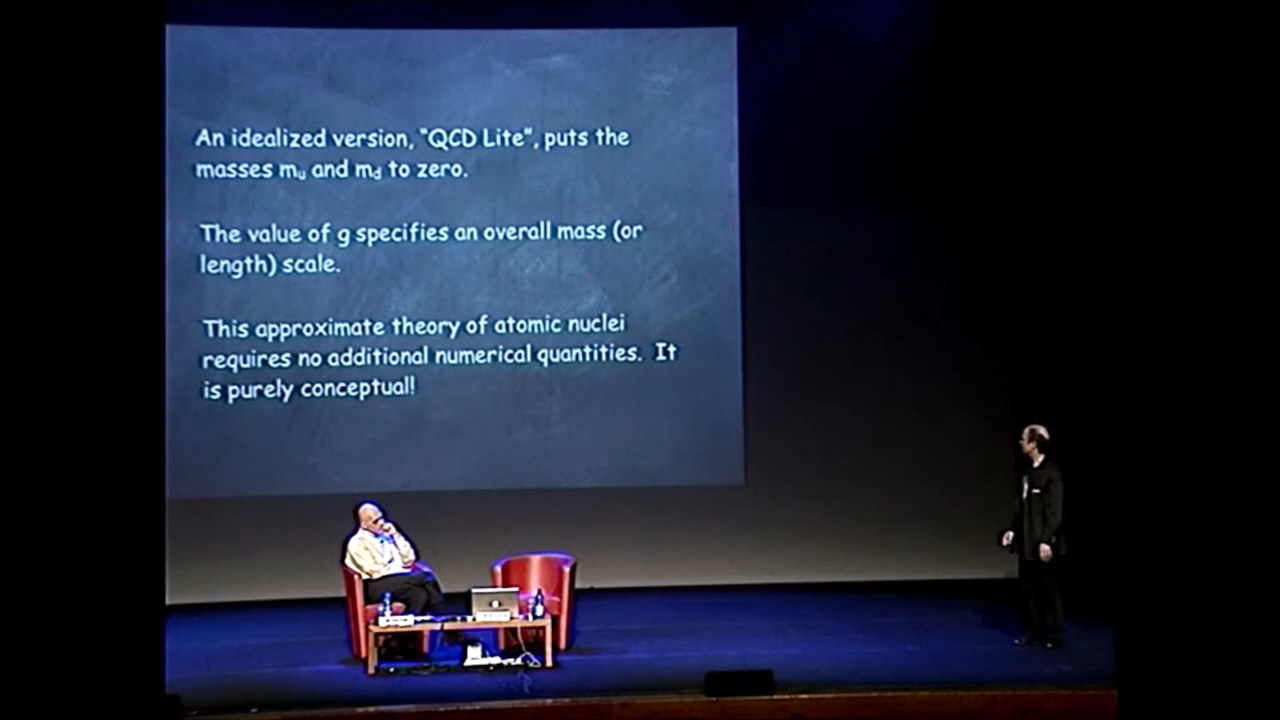 An idealized version, “QCD Lite”, puts the
masses mᵤ and m_d to zero.
The value of g specifies an overall mass (or
length) scale.
This approximate theory of atomic nuclei
requires no additional numerical quantities. It
is purely conceptual!